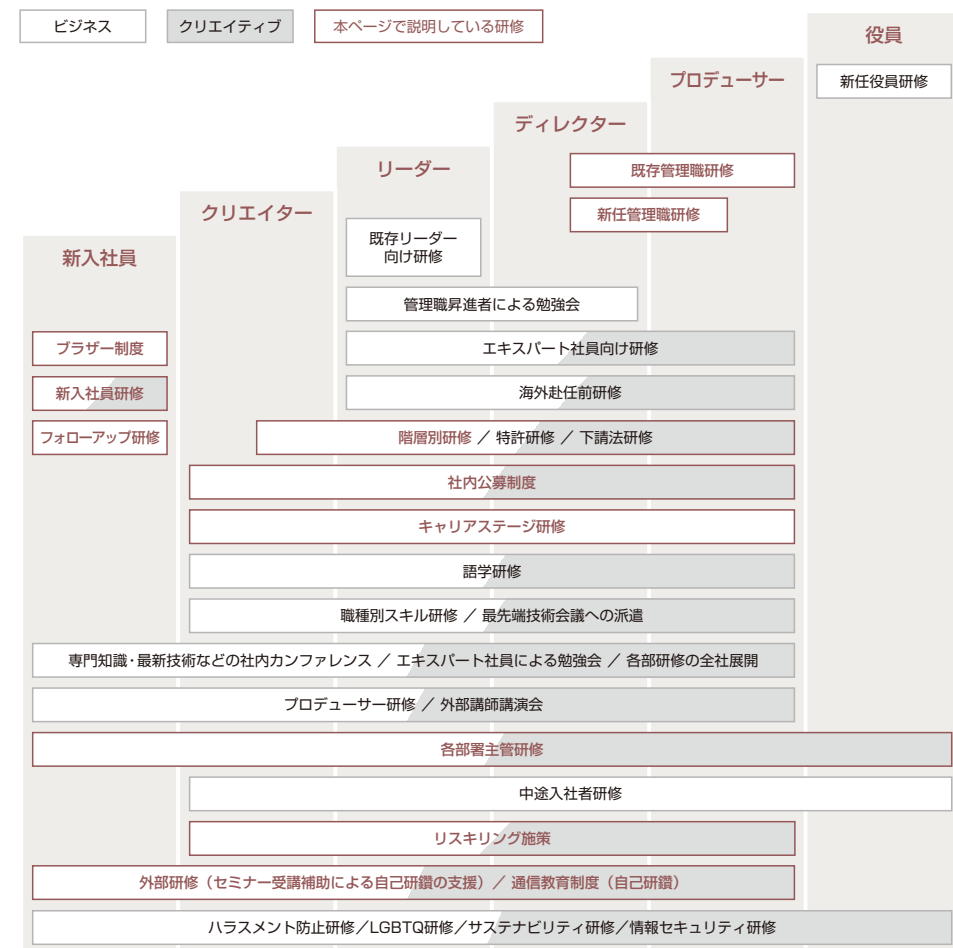 ビジネス
クリエイティブ
本ページで説明している研修
役員
プロデューサー
新任役員研修
ディレクター
リーダー
既存管理職研修
クリエイター
新任管理職研修
既存リーダー
向け研修
新入社員
管理職昇進者による勉強会
ブラザー制度
エキスパート社員向け研修
新入社員研修
海外赴任前研修
フォローアップ研修
階層別研修 ／ 特許研修 ／ 下請法研修
社内公募制度
キャリアステージ研修
語学研修
職種別スキル研修 ／ 最先端技術会議への派遣
専門知識・最新技術などの社内カンファレンス ／ エキスパート社員による勉強会 ／ 各部研修の全社展開
プロデューサー研修 ／ 外部講師講演会
各部署主管研修
中途入社者研修
リスキリング施策
外部研修（セミナー受講補助による自己研鑽の支援）／ 通信教育制度（自己研鑽）
ハラスメント防止研修／LGBTQ研修／サステナビリティ研修／情報セキュリティ研修